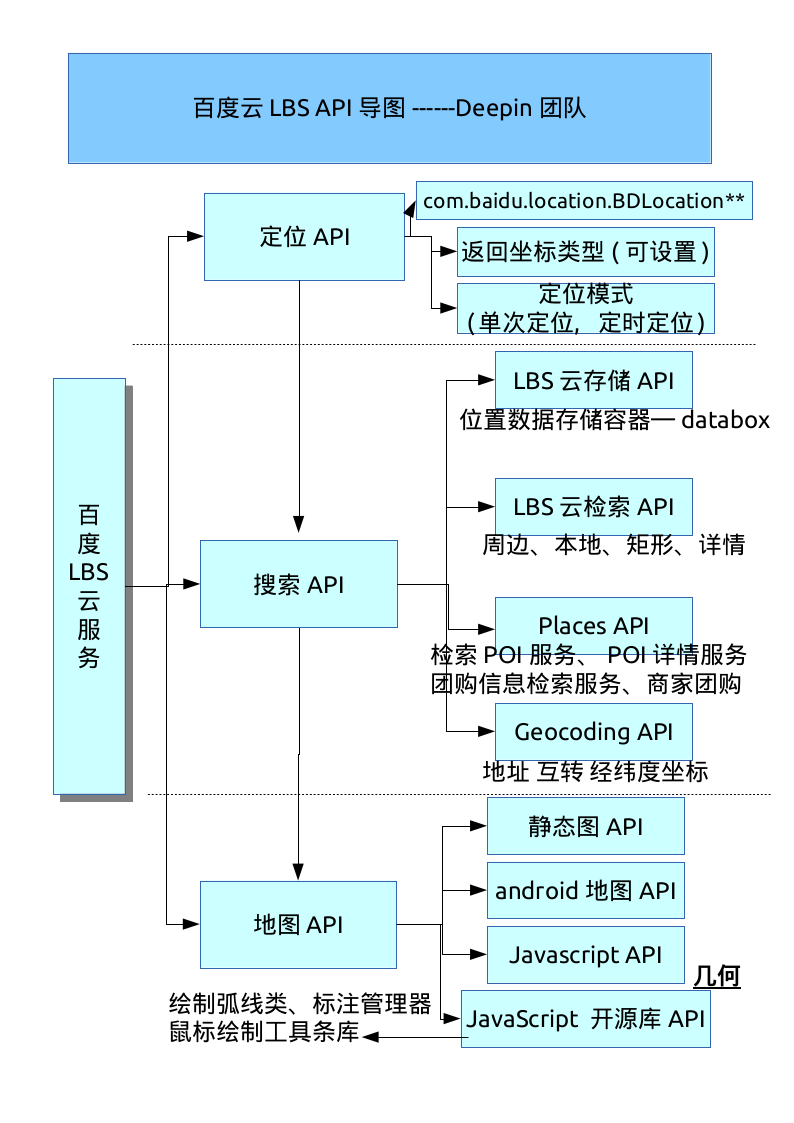 百度云 LBS API 导图 ------Deepin 团队
com.baidu.location.BDLocation**
定位 API
返回坐标类型 ( 可设置 )
定位模式
(单次定位, 定时定位)
LBS 云存储 API
位置数据存储容器— databox
百
度
LBS
云
服
务
LBS 云检索 API
周边、本地、矩形、详情
搜索 API
Places API
检索 POI 服务、 POI 详情服务
团购信息检索服务、商家团购
Geocoding API
地址 互转 经纬度坐标
静态图 API
android 地图 API
地图 API
Javascript API
几何
绘制弧线类、标注管理器
鼠标绘制工具条库
JavaScript 开源库 API